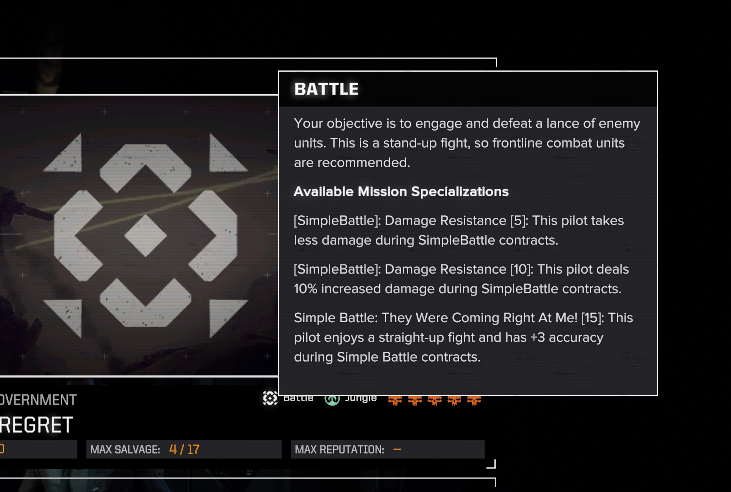 BATTLE
Your objective is to engage and defeat a lance of enemy
units. This is a stand-up fight, so frontline combat units
are recommended.
Available Mission Specializations
[SimpleBattle]: Damage Resistance [5]: This pilot takes
less damage during SimpleBattle contracts.
[SimpleBattle]: Damage Resistance [10]: This pilot deals
10% increased damage during SimpleBattle contracts.
Simple Battle: They Were Coming Right At Me! [15]: This
pilot enjoys a straight-up fight and has +3 accuracy
during Simple Battle contracts.
OVERNMENT
Battle Jungle
REGRET
0 MAX SALVAGE: 4 / 17 MAX REPUTATION: –